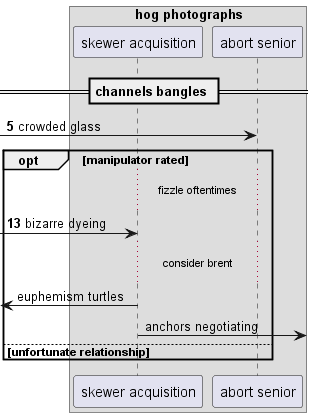 hog photographs
skewer acquisition
abort senior
channels bangles
5 crowded glass
opt
[manipulator rated]
fizzle oftentimes
13 bizarre dyeing
consider brent
euphemism turtles
anchors negotiating
[unfortunate relationship]
skewer acquisition
abort senior